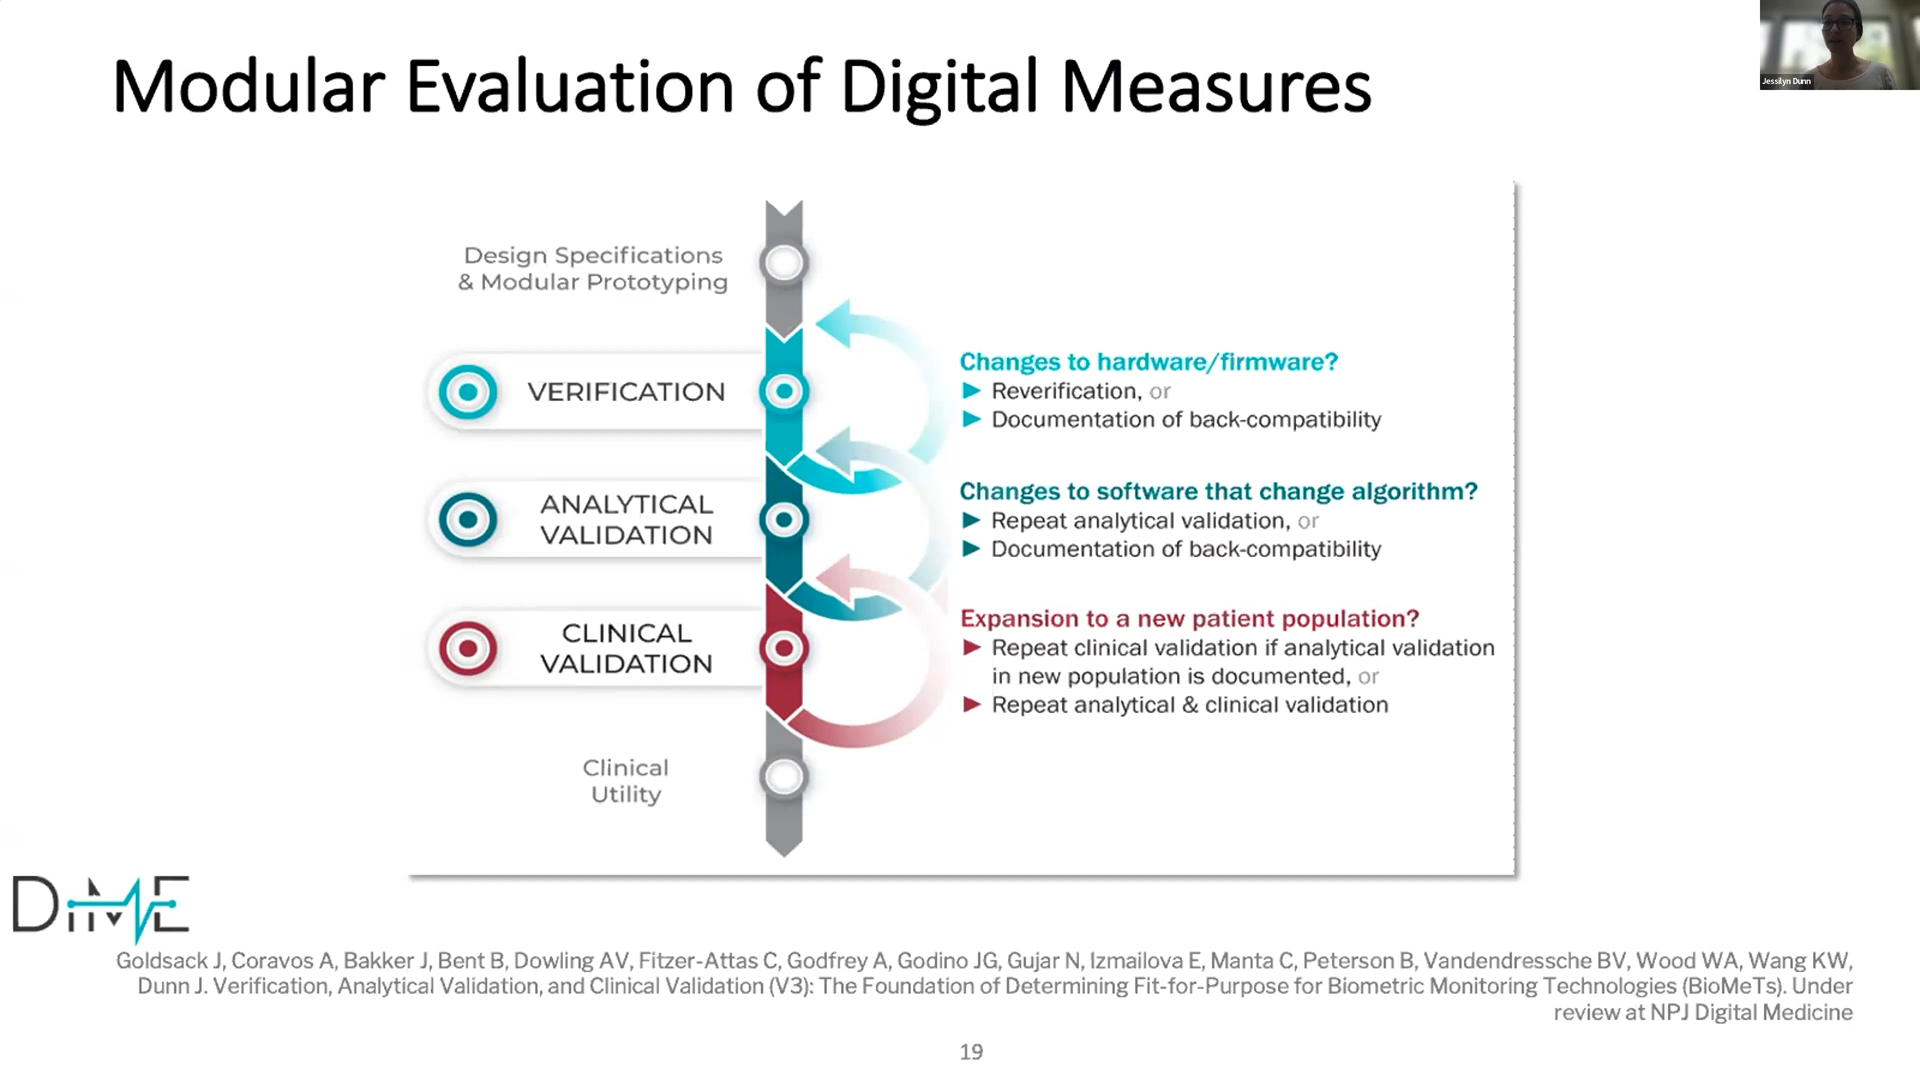 Modular Evaluation of Digital Measures
Jessilyn Dunn
Design Specifications
& Modular Prototyping
VERIFICATION
Changes to hardware/firmware?
Reverification, or
Documentation of back-compatibility
ANALYTICAL
VALIDATION
Changes to software that change algorithm?
Repeat analytical validation, or
Documentation of back-compatibility
CLINICAL
VALIDATION
Expansion to a new patient population?
Repeat clinical validation if analytical validation
in new population is documented, or
Repeat analytical & clinical validation
Clinical
Utility
DiME
Goldsack J, Coravos A, Bakker J, Bent B, Dowling AV, Fitzer-Attas C, Godfrey A, Godino JG, Gujar N, Izmailova E, Manta C, Peterson B, Vandendressche BV, Wood WA, Wang KW,
Dunn J. Verification, Analytical Validation, and Clinical Validation (V3): The Foundation of Determining Fit-for-Purpose for Biometric Monitoring Technologies (BioMeTs). Under
review at NPJ Digital Medicine
19